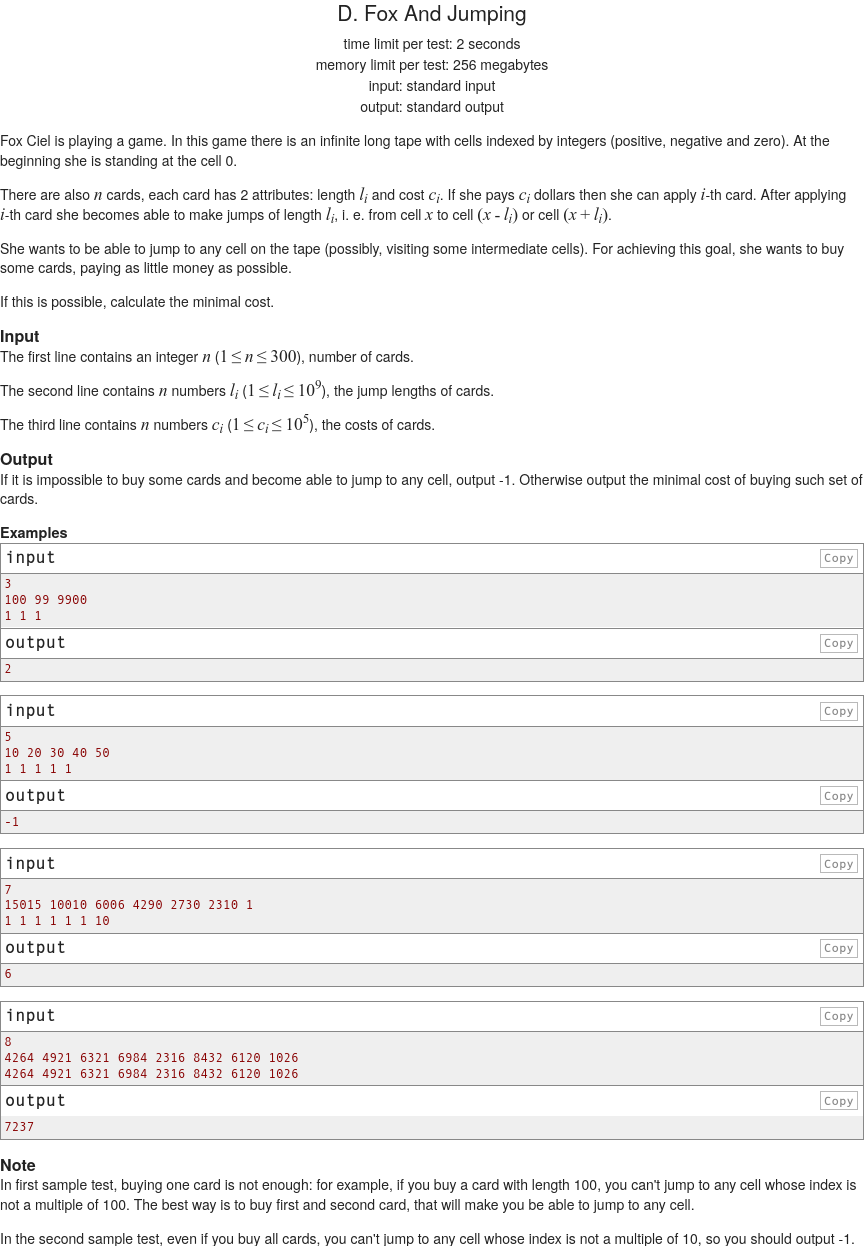 D. Fox And Jumping
time limit per test: 2 seconds
memory limit per test: 256 megabytes
input: standard input
output: standard output
Fox Ciel is playing a game. In this game there is an infinite long tape with cells indexed by integers (positive, negative and zero). At the
beginning she is standing at the cell 0.
There are also n cards, each card has 2 attributes: length l_i and cost c_i. If she pays c_i dollars then she can apply i-th card. After applying
i-th card she becomes able to make jumps of length l_i, i. e. from cell x to cell (x - l_i) or cell (x + l_i).
She wants to be able to jump to any cell on the tape (possibly, visiting some intermediate cells). For achieving this goal, she wants to buy
some cards, paying as little money as possible.
If this is possible, calculate the minimal cost.
Input
The first line contains an integer n (1 ≤ n ≤ 300), number of cards.
The second line contains n numbers l_i (1 ≤ l_i ≤ 10^9), the jump lengths of cards.
The third line contains n numbers c_i (1 ≤ c_i ≤ 10^5), the costs of cards.
Output
If it is impossible to buy some cards and become able to jump to any cell, output -1. Otherwise output the minimal cost of buying such set of
cards.
Examples
input Copy
3
100 99 9900
1 1 1
output Copy
2
input Copy
5
10 20 30 40 50
1 1 1 1 1
output Copy
-1
input Copy
7
15015 10010 6006 4290 2730 2310 1
1 1 1 1 1 1 10
output Copy
6
input Copy
8
4264 4921 6321 6984 2316 8432 6120 1026
4264 4921 6321 6984 2316 8432 6120 1026
output Copy
7237
Note
In first sample test, buying one card is not enough: for example, if you buy a card with length 100, you can't jump to any cell whose index is
not a multiple of 100. The best way is to buy first and second card, that will make you be able to jump to any cell.
In the second sample test, even if you buy all cards, you can't jump to any cell whose index is not a multiple of 10, so you should output -1.